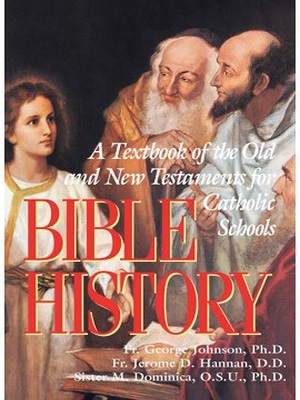 A Textbook of the Old
and New Testaments for
Catholic
Schools
BIBLE
HISTORY
Fr. George Johnson, Ph.D.
Fr. Jerome D. Hannan, D.D.
Sister M. Dominica, O.S.U., Ph.D.